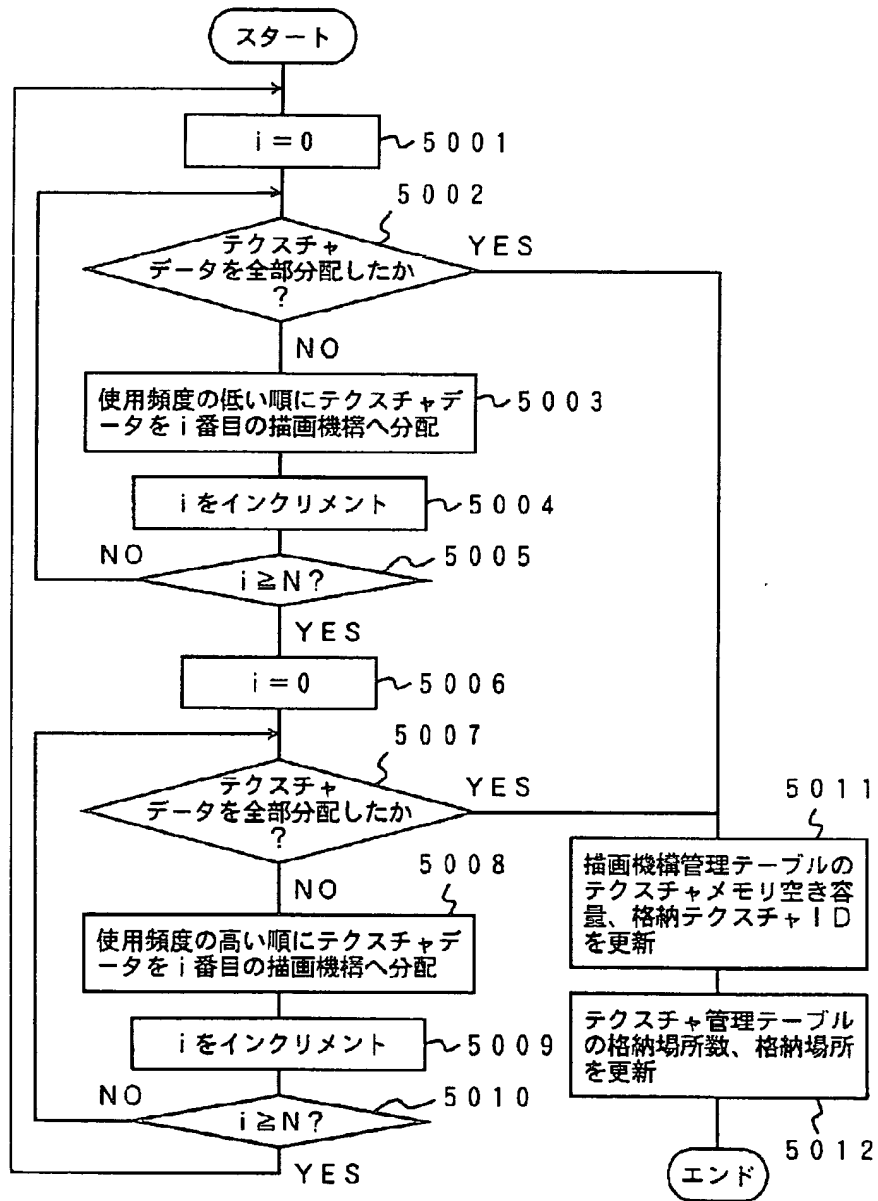 スタート
i=0
5001
5002
テクスチャ
データを全部分配したか
?
YES
NO
使用頻度の低い順にテクスチャデ
ータをi番目の描画機構へ分配
5003
iをインクリメント
5004
NO
5005
i≧N?
YES
i=0
5006
5007
テクスチャ
データを全部分配したか
?
YES
NO
5008
使用頻度の高い順にテクスチャデ
ータをi番目の描画機構へ分配
iをインクリメント
5009
NO
i≧N?
5010
YES
5011
描画機構管理テーブルの
テクスチャメモリ空き容
量、格納テクスチャID
を更新
テクスチャ管理テーブル
の格納場所数、格納場所
を更新
5012
エンド